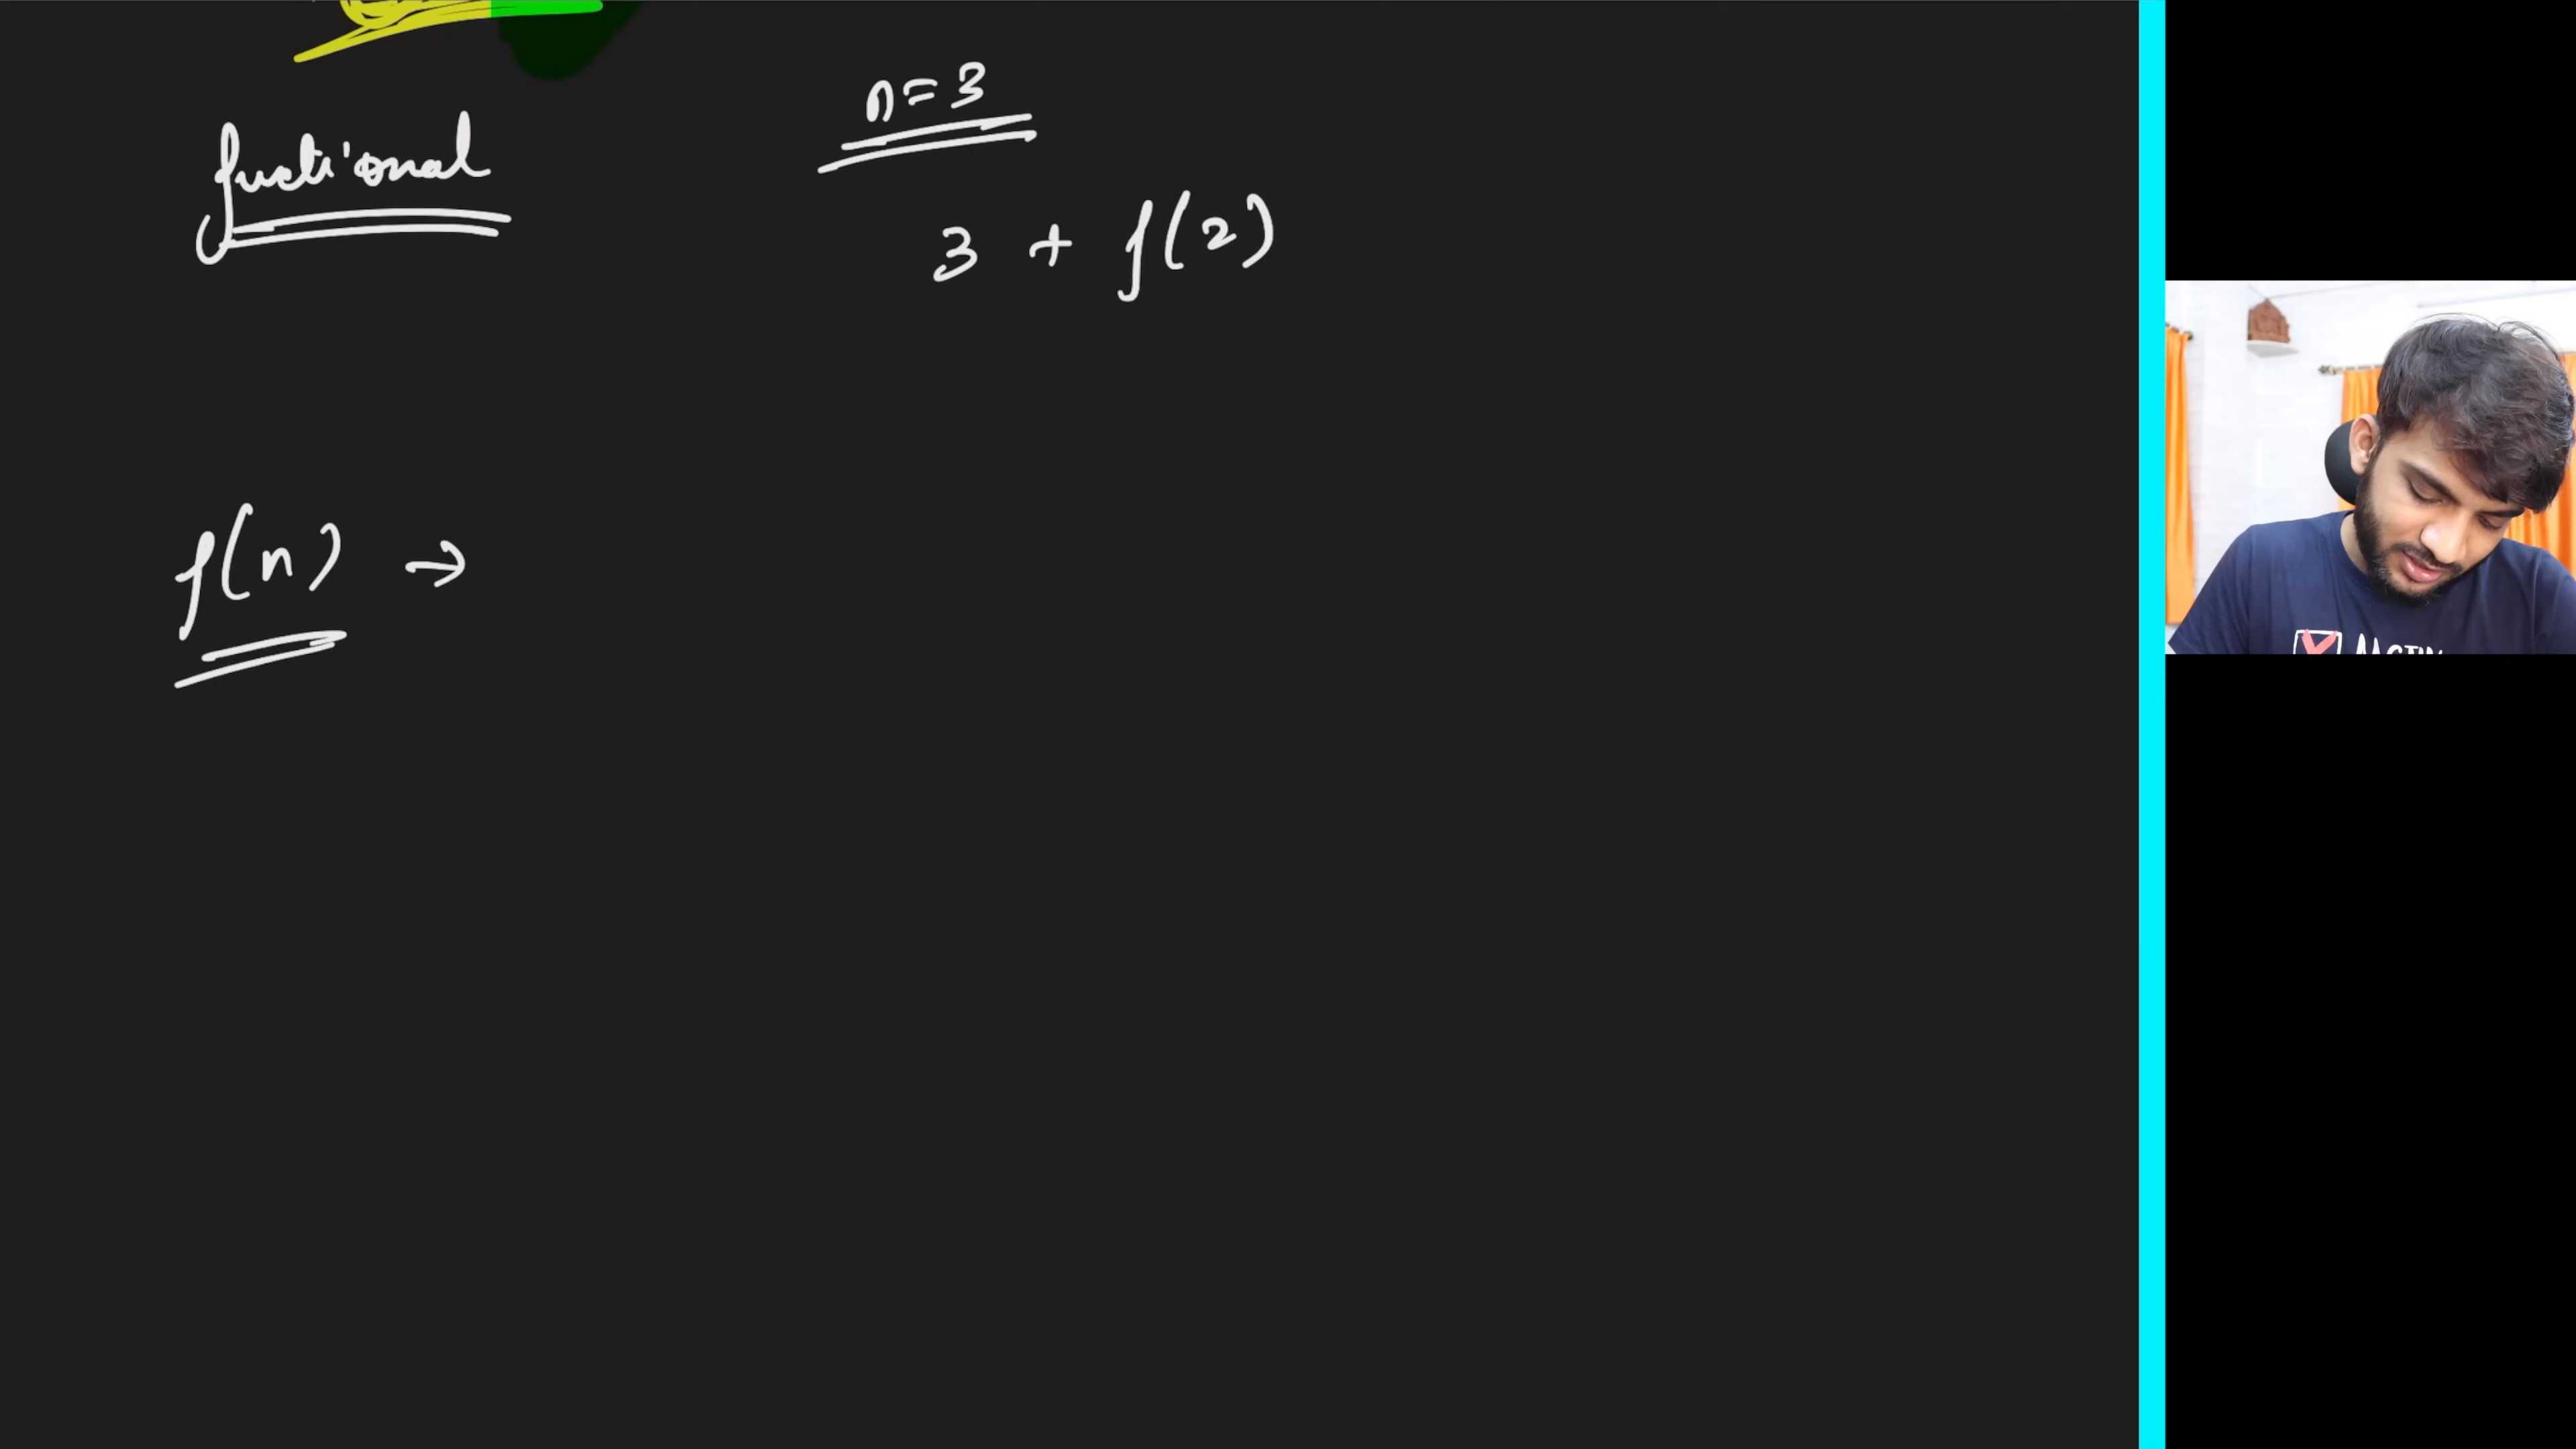 fuctional
n=3
3 + f(2)
f(n) →